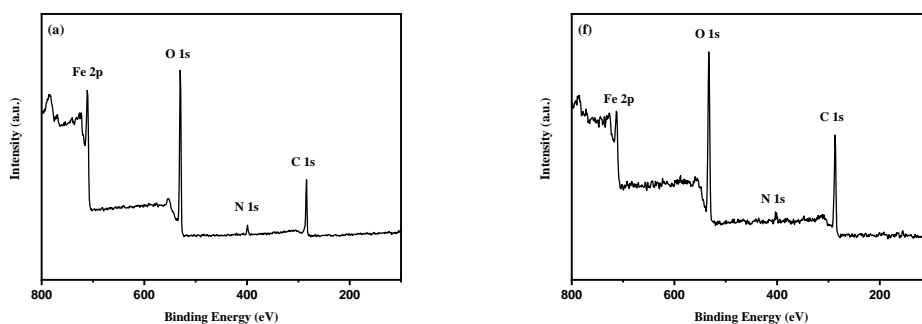 (a)
O 1s
Fe 2p
C 1s
N 1s
Intensity (a.u.)
800
600
400
200
Binding Energy (eV)
(f)
O 1s
Fe 2p
C 1s
N 1s
Intensity (a.u.)
800
600
400
200
Binding Energy (eV)